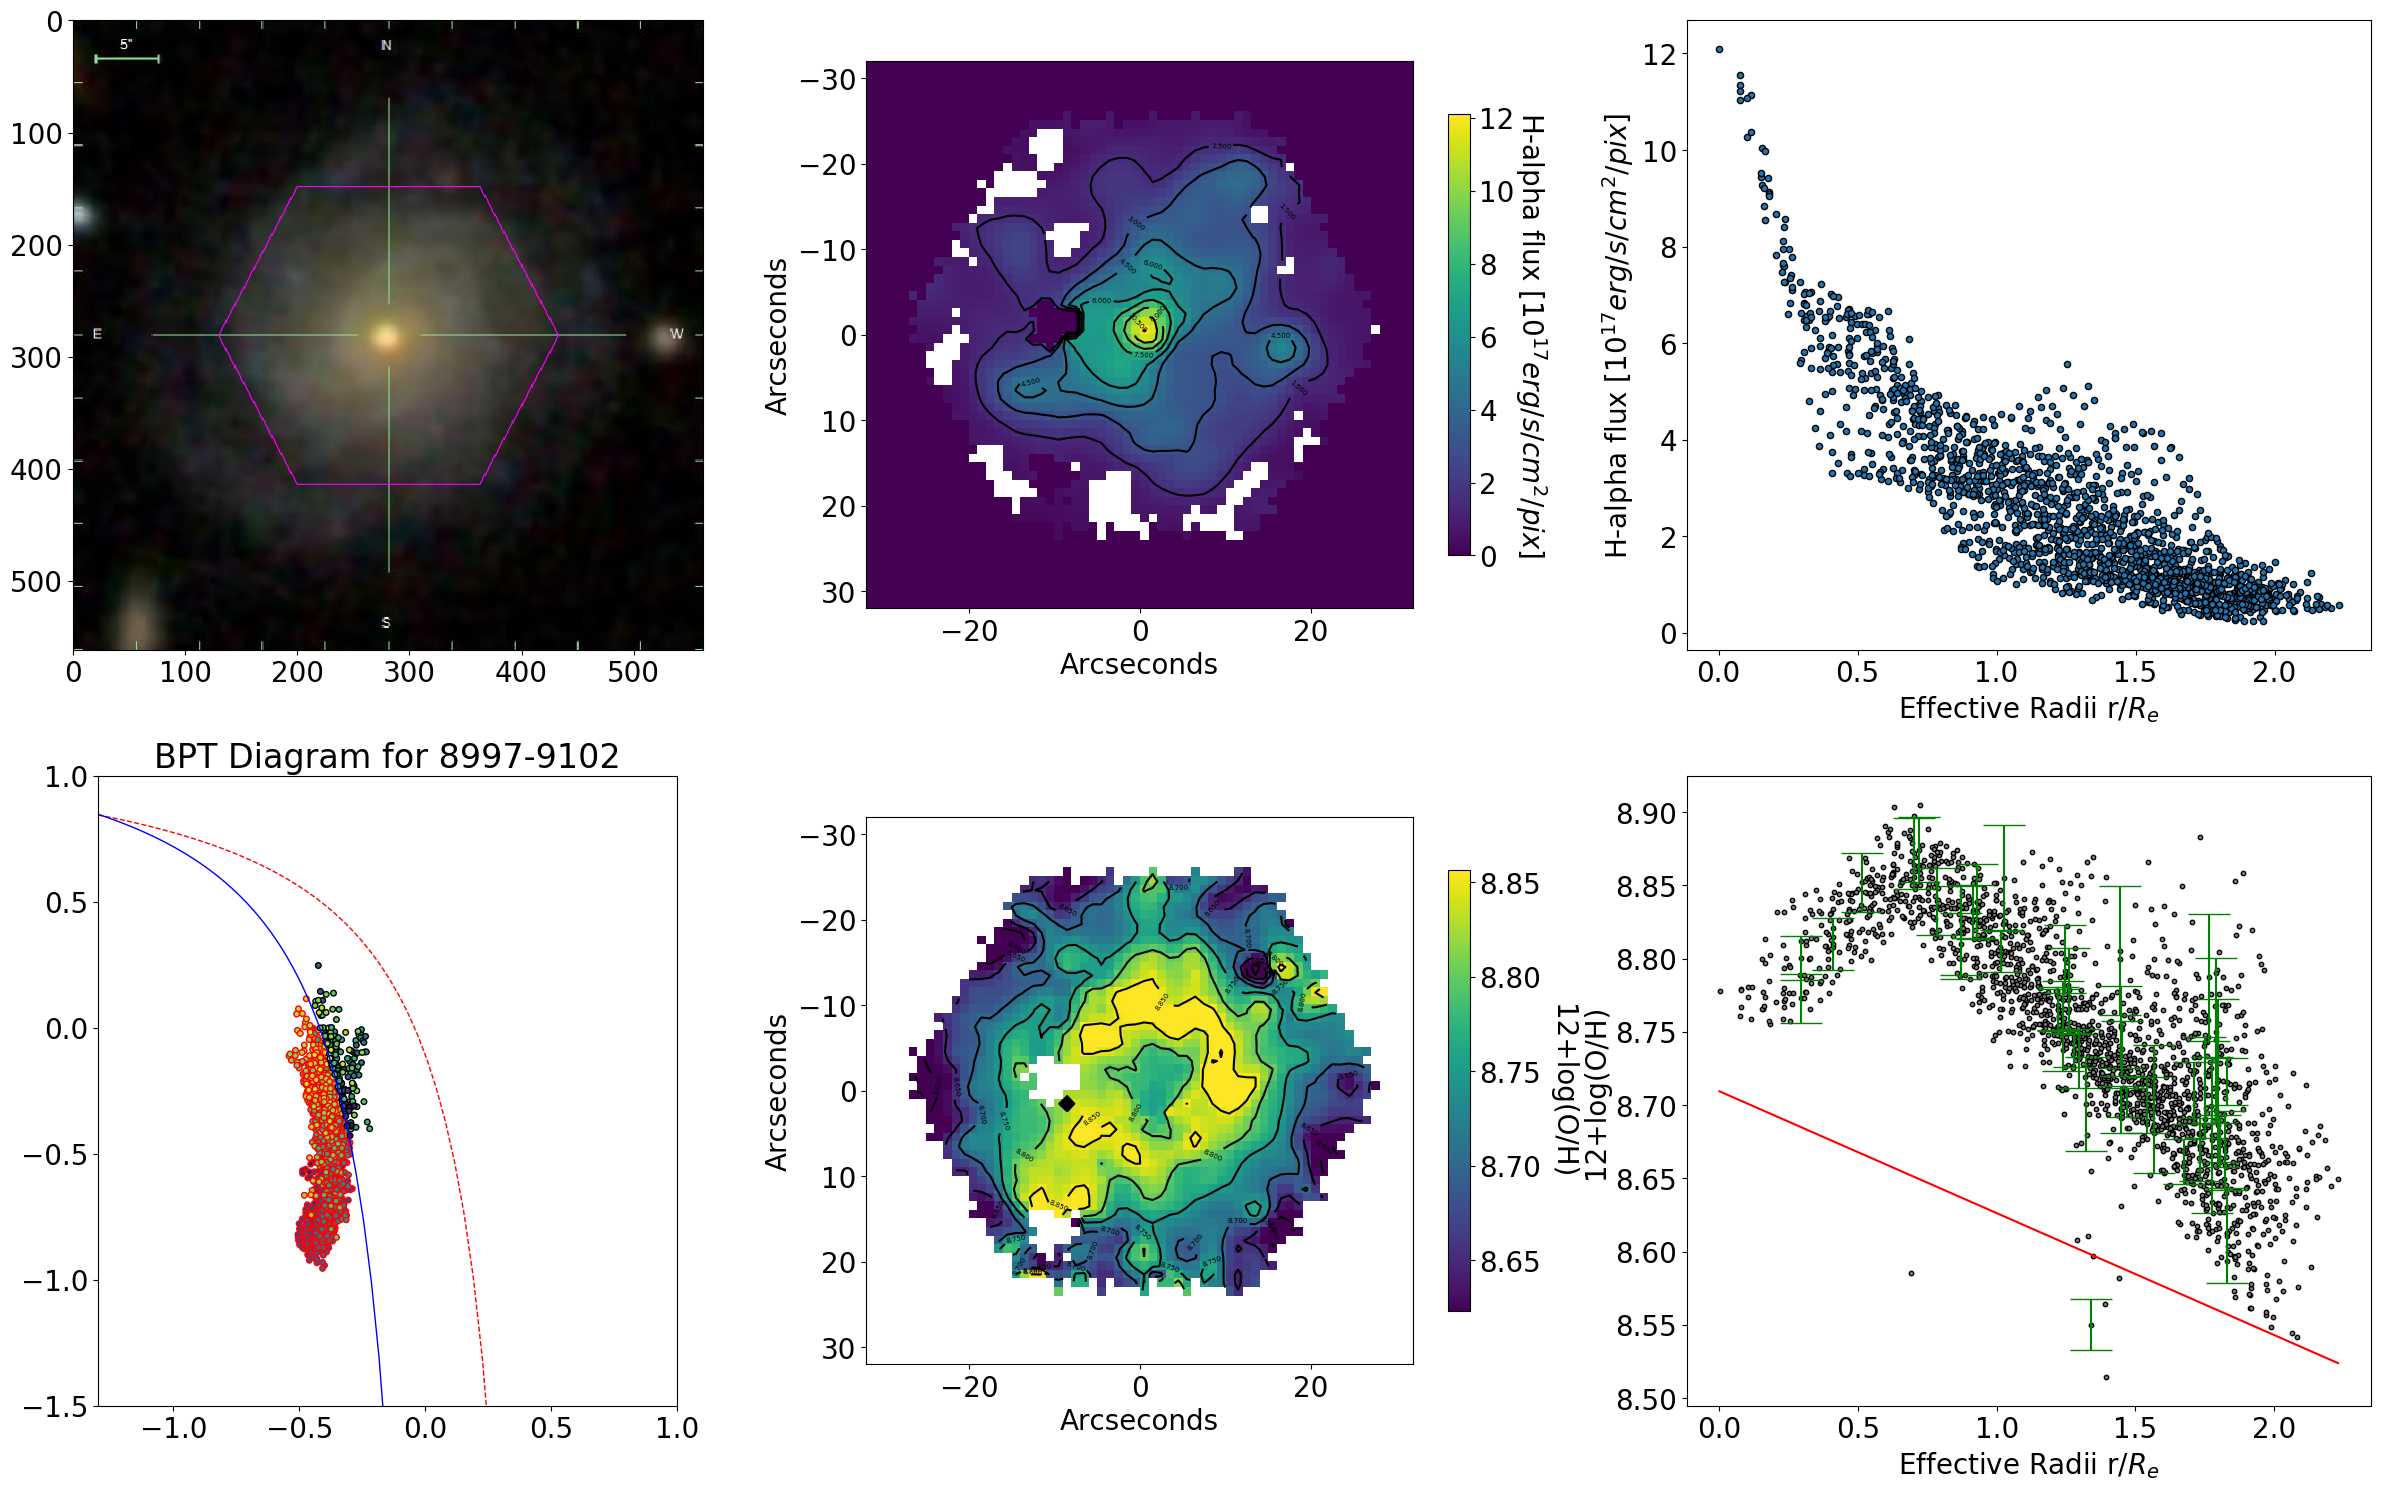 0
100
200
300
400
500
0 100 200 300 400 500
5"
N
E
W
S
−30
−20
−10
0
10
20
30
−20 0 20
Arcseconds
Arcseconds
12
10
8
6
4
2
0
H-alpha flux [10^17 erg/s/cm^2/pix]
12
10
8
6
4
2
0
0.0 0.5 1.0 1.5 2.0
H-alpha flux [10^17 erg/s/cm^2/pix]
Effective Radii r/R_e
BPT Diagram for 8997-9102
1.0
0.5
0.0
−0.5
−1.0
−1.5
−1.0 −0.5 0.0 0.5 1.0
−30
−20
−10
0
10
20
30
−20 0 20
Arcseconds
Arcseconds
8.85
8.80
8.75
8.70
8.65
12+log(O/H)
8.90
8.85
8.80
8.75
8.70
8.65
8.60
8.55
8.50
0.0 0.5 1.0 1.5 2.0
12+log(O/H)
Effective Radii r/R_e